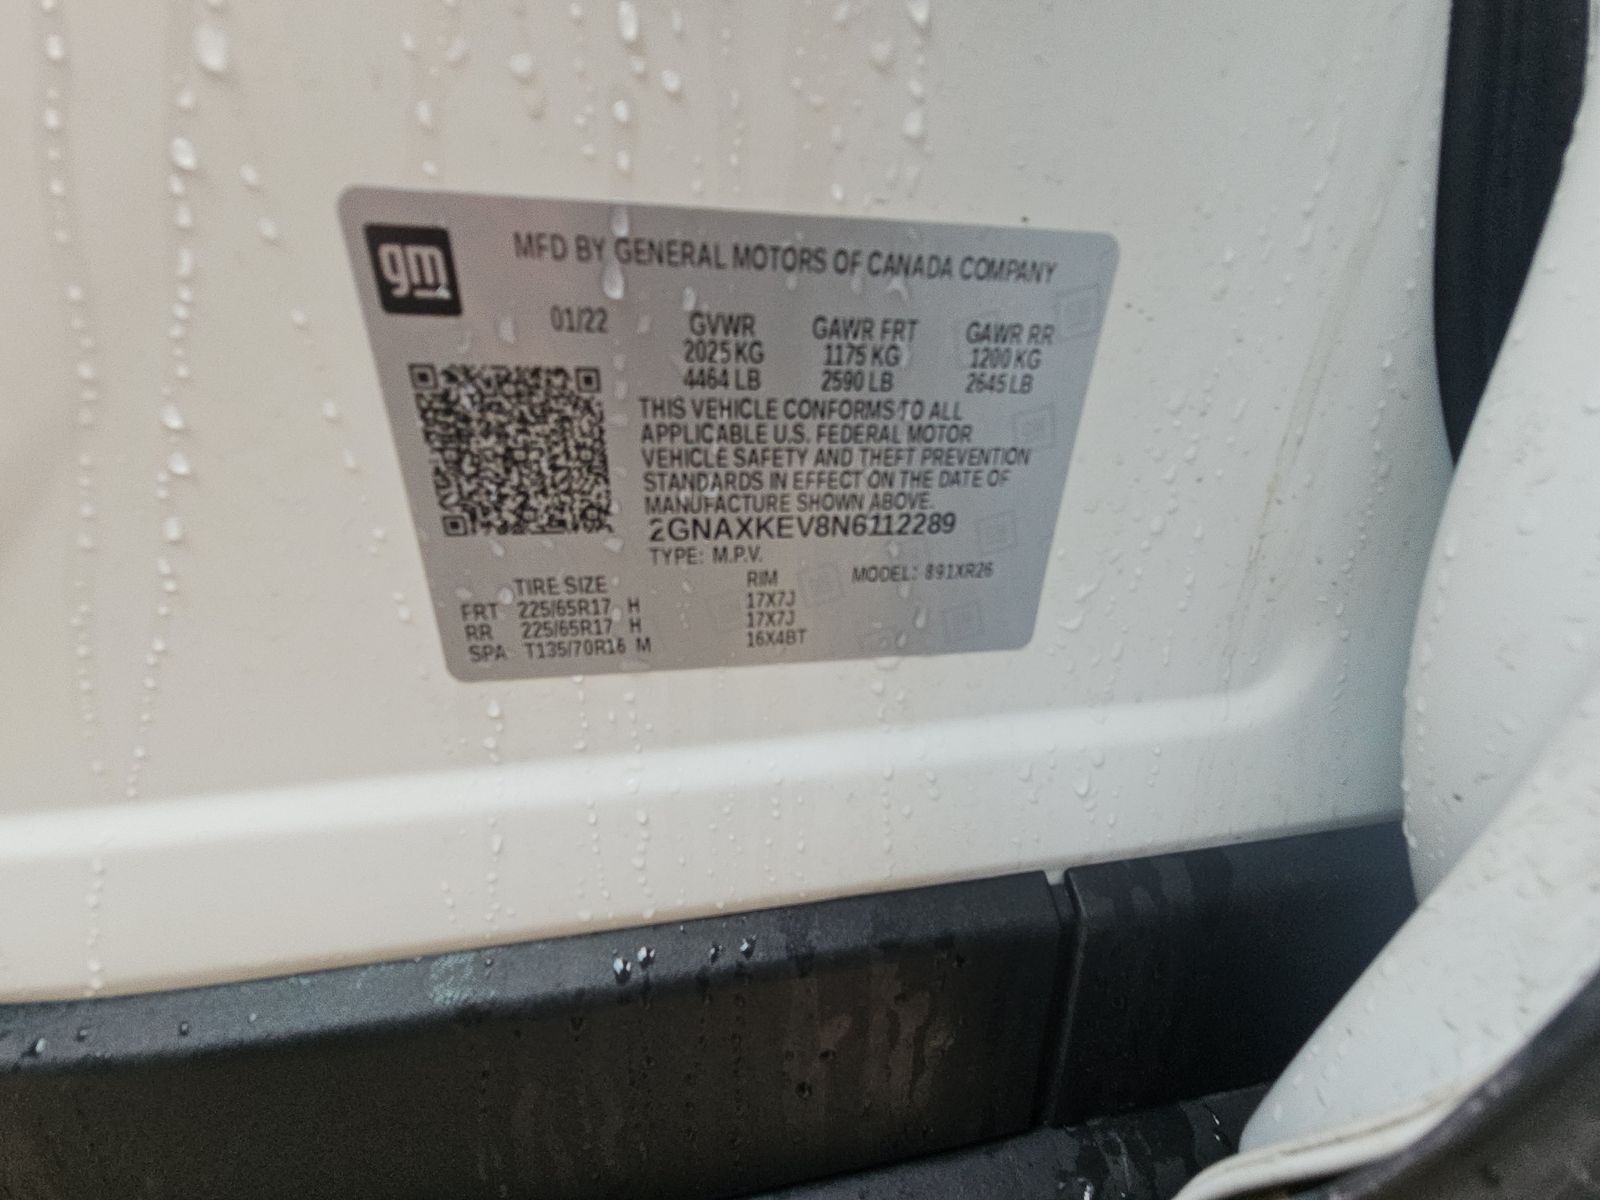 gm
MFD BY GENERAL MOTORS OF CANADA COMPANY
01/22 GVWR GAWR FRT GAWR RR
2025 KG 1175 KG 1200 KG
4464 LB 2590 LB 2645 LB
THIS VEHICLE CONFORMS TO ALL
APPLICABLE U.S. FEDERAL MOTOR
VEHICLE SAFETY AND THEFT PREVENTION
STANDARDS IN EFFECT ON THE DATE OF
MANUFACTURE SHOWN ABOVE.
2GNAXKEV8N6112289
TYPE: M.P.V. MODEL: 891XR26
TIRE SIZE RIM
FRT 225/65R17 H 17X7J
RR 225/65R17 H 17X7J
SPA T135/70R16 M 16X4BT